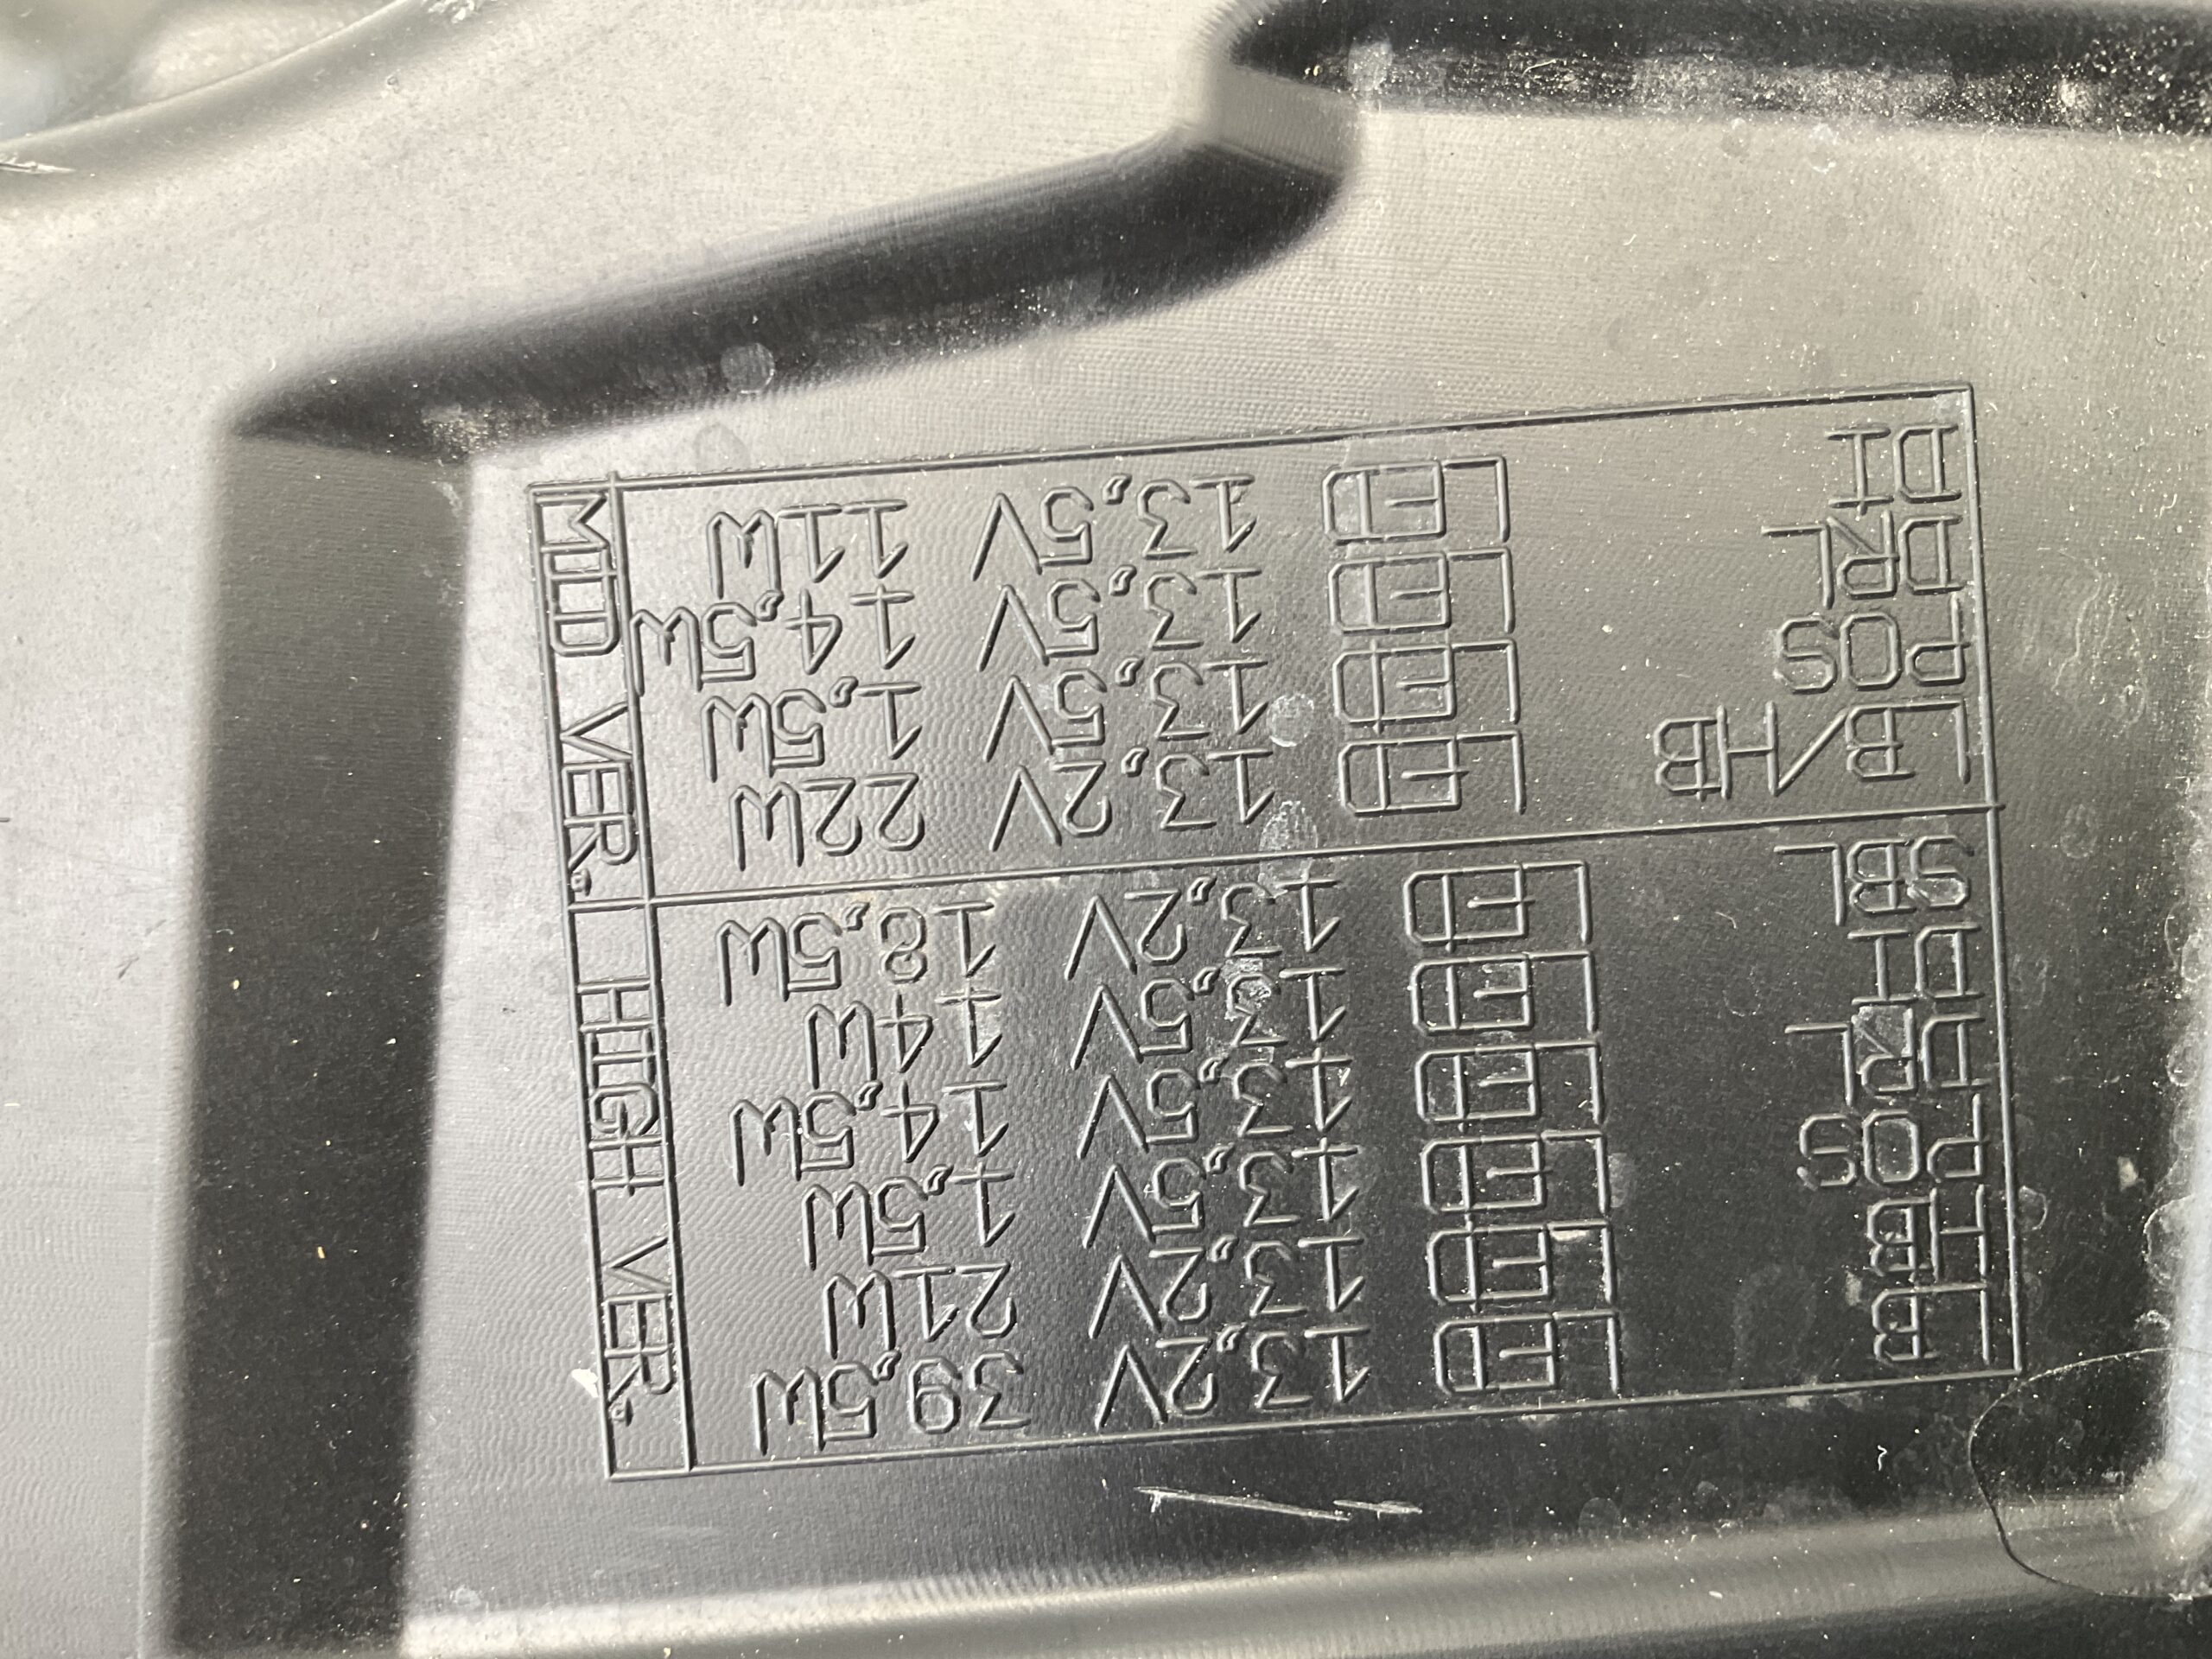 HIGH VER.
LB LED 13,2V 39,5W
HB LED 13,2V 21W
POS LED 13,5V 1,5W
DRL LED 13,5V 14,5W
DI LED 13,5V 14W
SBL LED 13,2V 18,5W
MID VER.
LB/HB LED 13,2V 22W
POS LED 13,5V 1,5W
DRL LED 13,5V 14,5W
DI LED 13,5V 11W